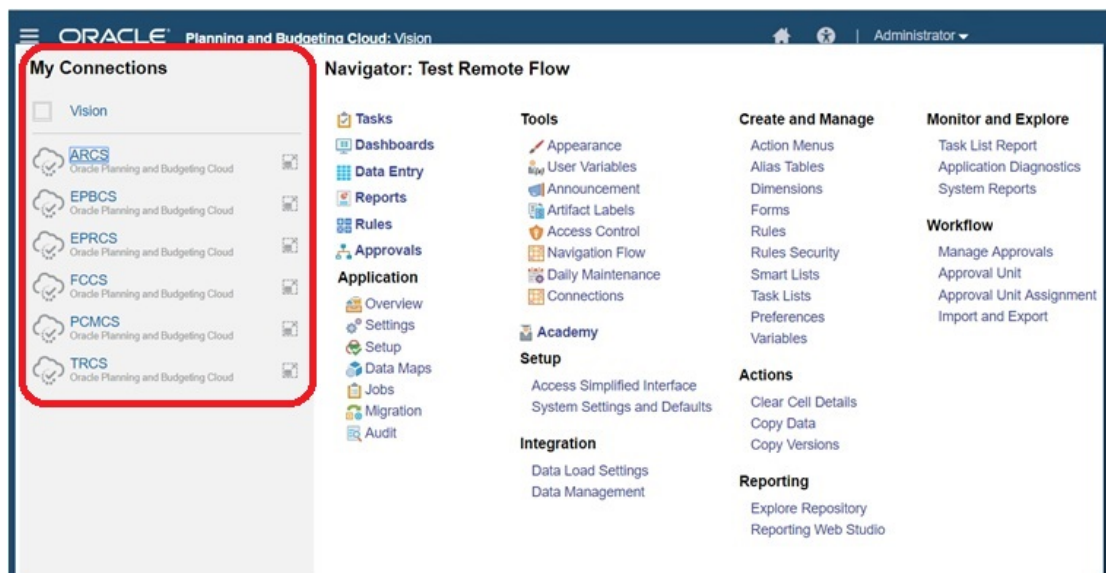 ORACLE Planning and Budgeting Cloud: Vision
Administrator
My Connections
Vision
ARCS
Oracle Planning and Budgeting Cloud
EPBCS
Oracle Planning and Budgeting Cloud
EPRCS
Oracle Planning and Budgeting Cloud
FCCS
Oracle Planning and Budgeting Cloud
PCMCS
Oracle Planning and Budgeting Cloud
TRCS
Oracle Planning and Budgeting Cloud
Navigator: Test Remote Flow
Tasks
Dashboards
Data Entry
Reports
Rules
Approvals
Application
Overview
Settings
Setup
Data Maps
Jobs
Migration
Audit
Tools
Appearance
User Variables
Announcement
Artifact Labels
Access Control
Navigation Flow
Daily Maintenance
Connections
Academy
Setup
Access Simplified Interface
System Settings and Defaults
Integration
Data Load Settings
Data Management
Create and Manage
Action Menus
Alias Tables
Dimensions
Forms
Rules
Rules Security
Smart Lists
Task Lists
Preferences
Variables
Actions
Clear Cell Details
Copy Data
Copy Versions
Reporting
Explore Repository
Reporting Web Studio
Monitor and Explore
Task List Report
Application Diagnostics
System Reports
Workflow
Manage Approvals
Approval Unit
Approval Unit Assignment
Import and Export